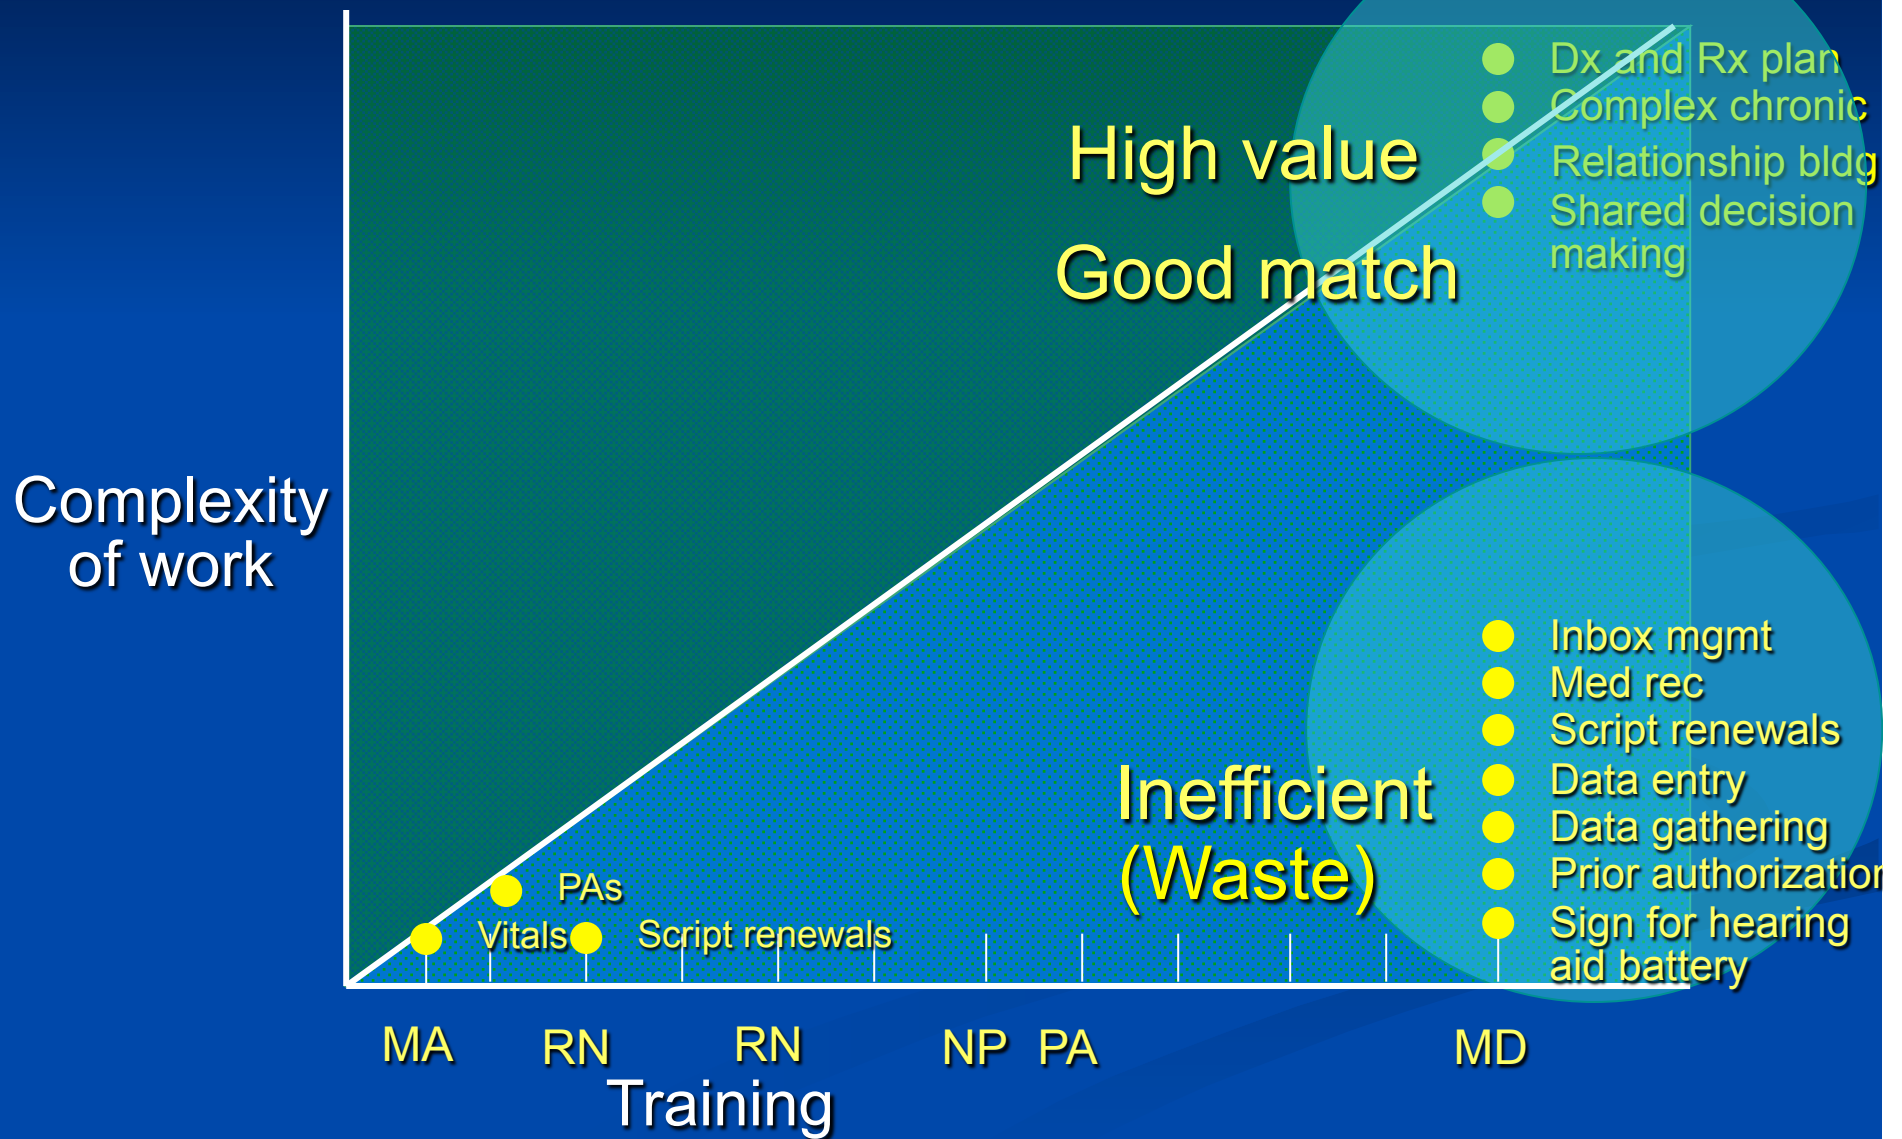 Dx and Rx plan
Complex chronic
Relationship bldg
Shared decision
making
High value
Good match
Complexity
of work
Inbox mgmt
Med rec
Script renewals
Data entry
Data gathering
Prior authorization
Sign for hearing
aid battery
Inefficient
(Waste)
PAs
Vitals
Script renewals
MA
RN
RN
NP
PA
MD
Training